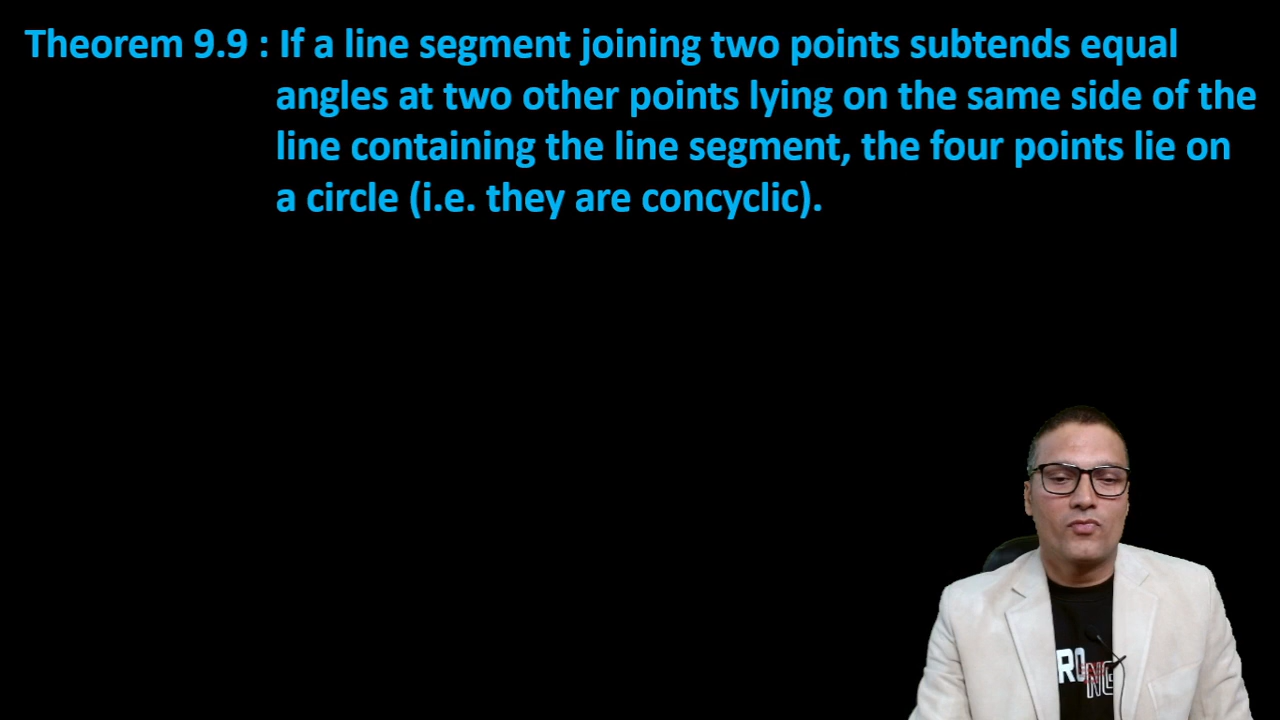 Theorem 9.9 : If a line segment joining two points subtends equal
angles at two other points lying on the same side of the
line containing the line segment, the four points lie on
a circle (i.e. they are concyclic).